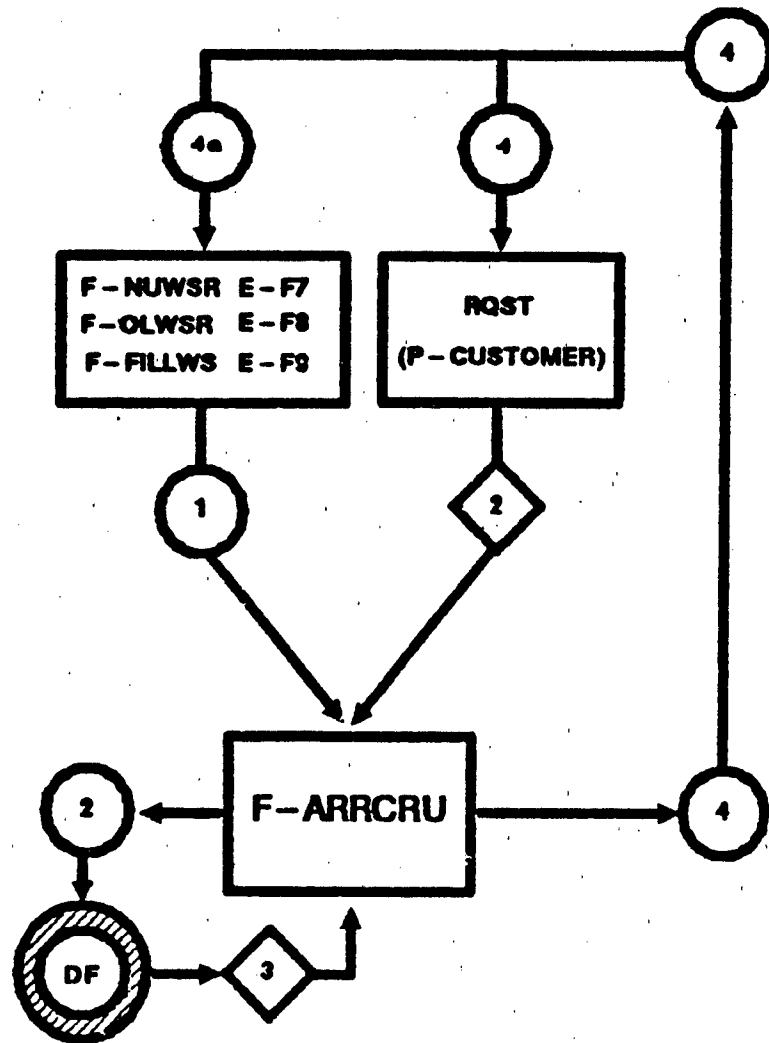 4
4a
4
F-NUWSR E-F7
F-OLWSR E-F8
F-FILLWS E-F9
RQST
(P-CUSTOMER)
1
2
F-ARRCRU
2
4
DF
3